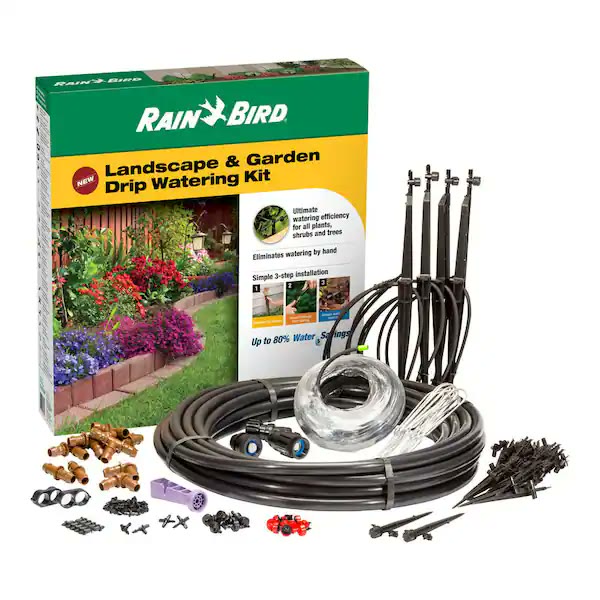 RAIN BIRD
NEW
Landscape & Garden
Drip Watering Kit
Ultimate
watering efficiency
for all plants,
shrubs and trees
Eliminates watering by hand
Simple 3-step installation
1 2 3
Up to 80% Water Savings